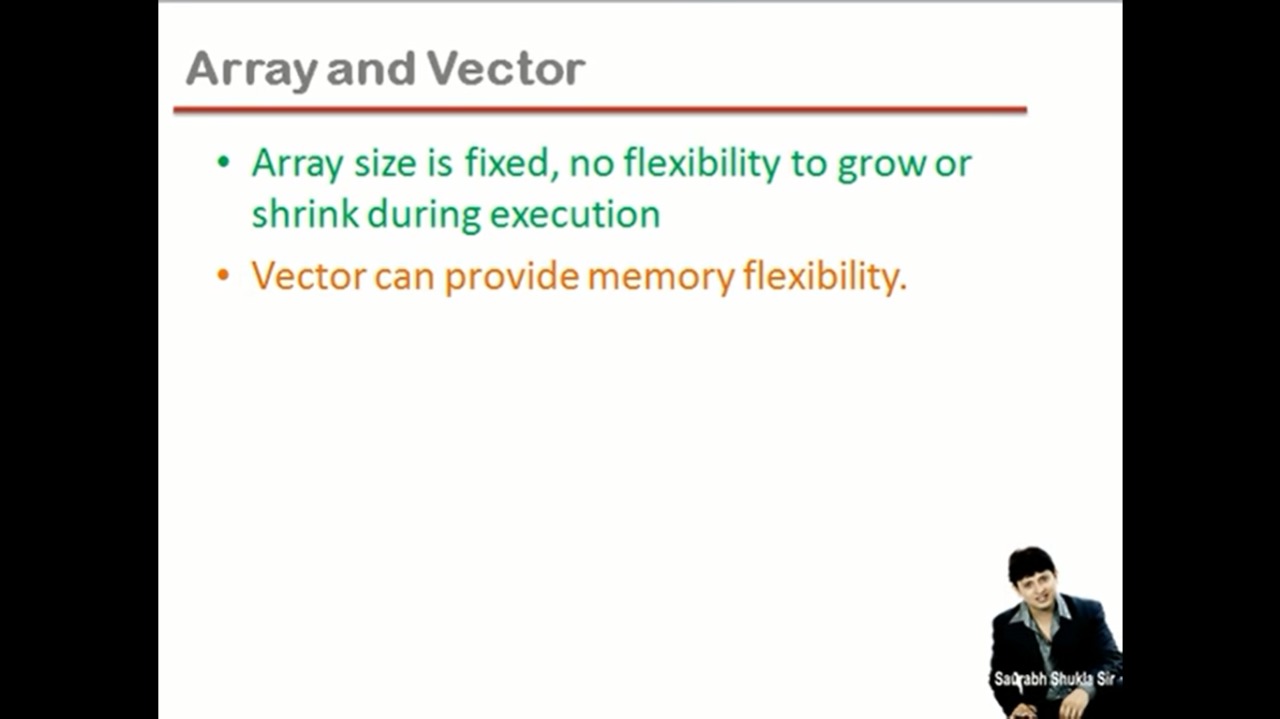 Array and Vector
• Array size is fixed, no flexibility to grow or
shrink during execution
• Vector can provide memory flexibility.
Saurabh Shukla Sir